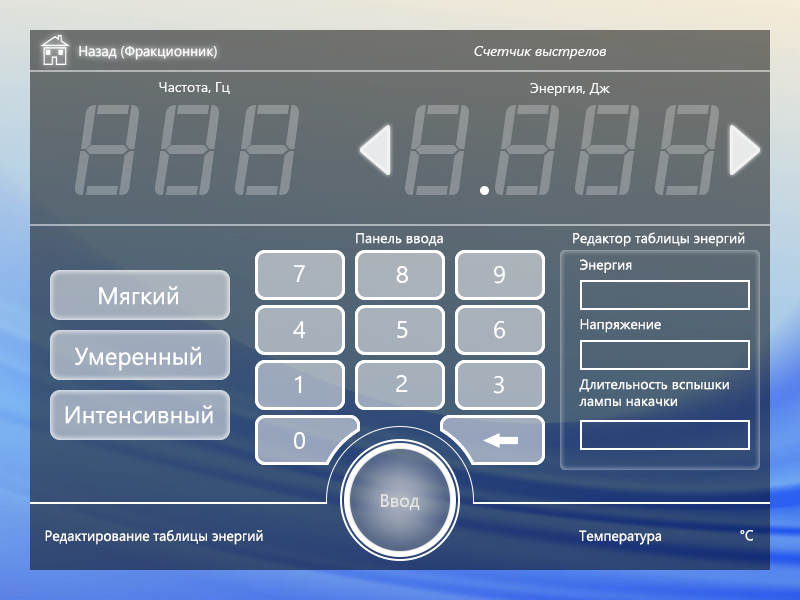 Назад (Фракционник)
Счетчик выстрелов
Частота, Гц
Энергия, Дж
Панель ввода
Редактор таблицы энергий
Мягкий
Умеренный
Интенсивный
7 8 9
4 5 6
1 2 3
0
Ввод
Энергия
Напряжение
Длительность вспышки
лампы накачки
Редактирование таблицы энергий
Температура
°C